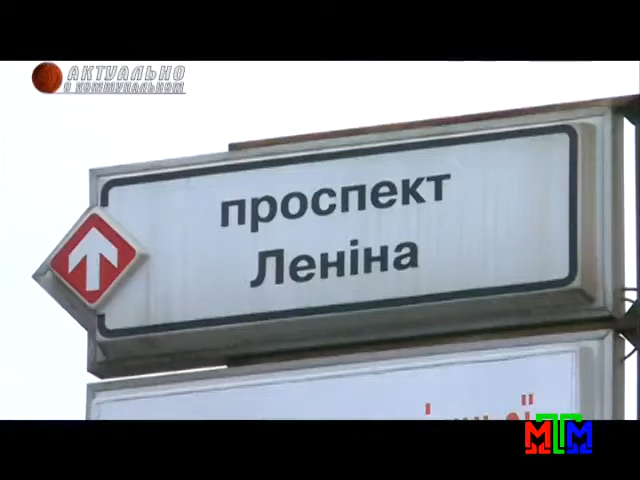 АКТУАЛЬНО
о коммунальном
проспект
Леніна
МТМ